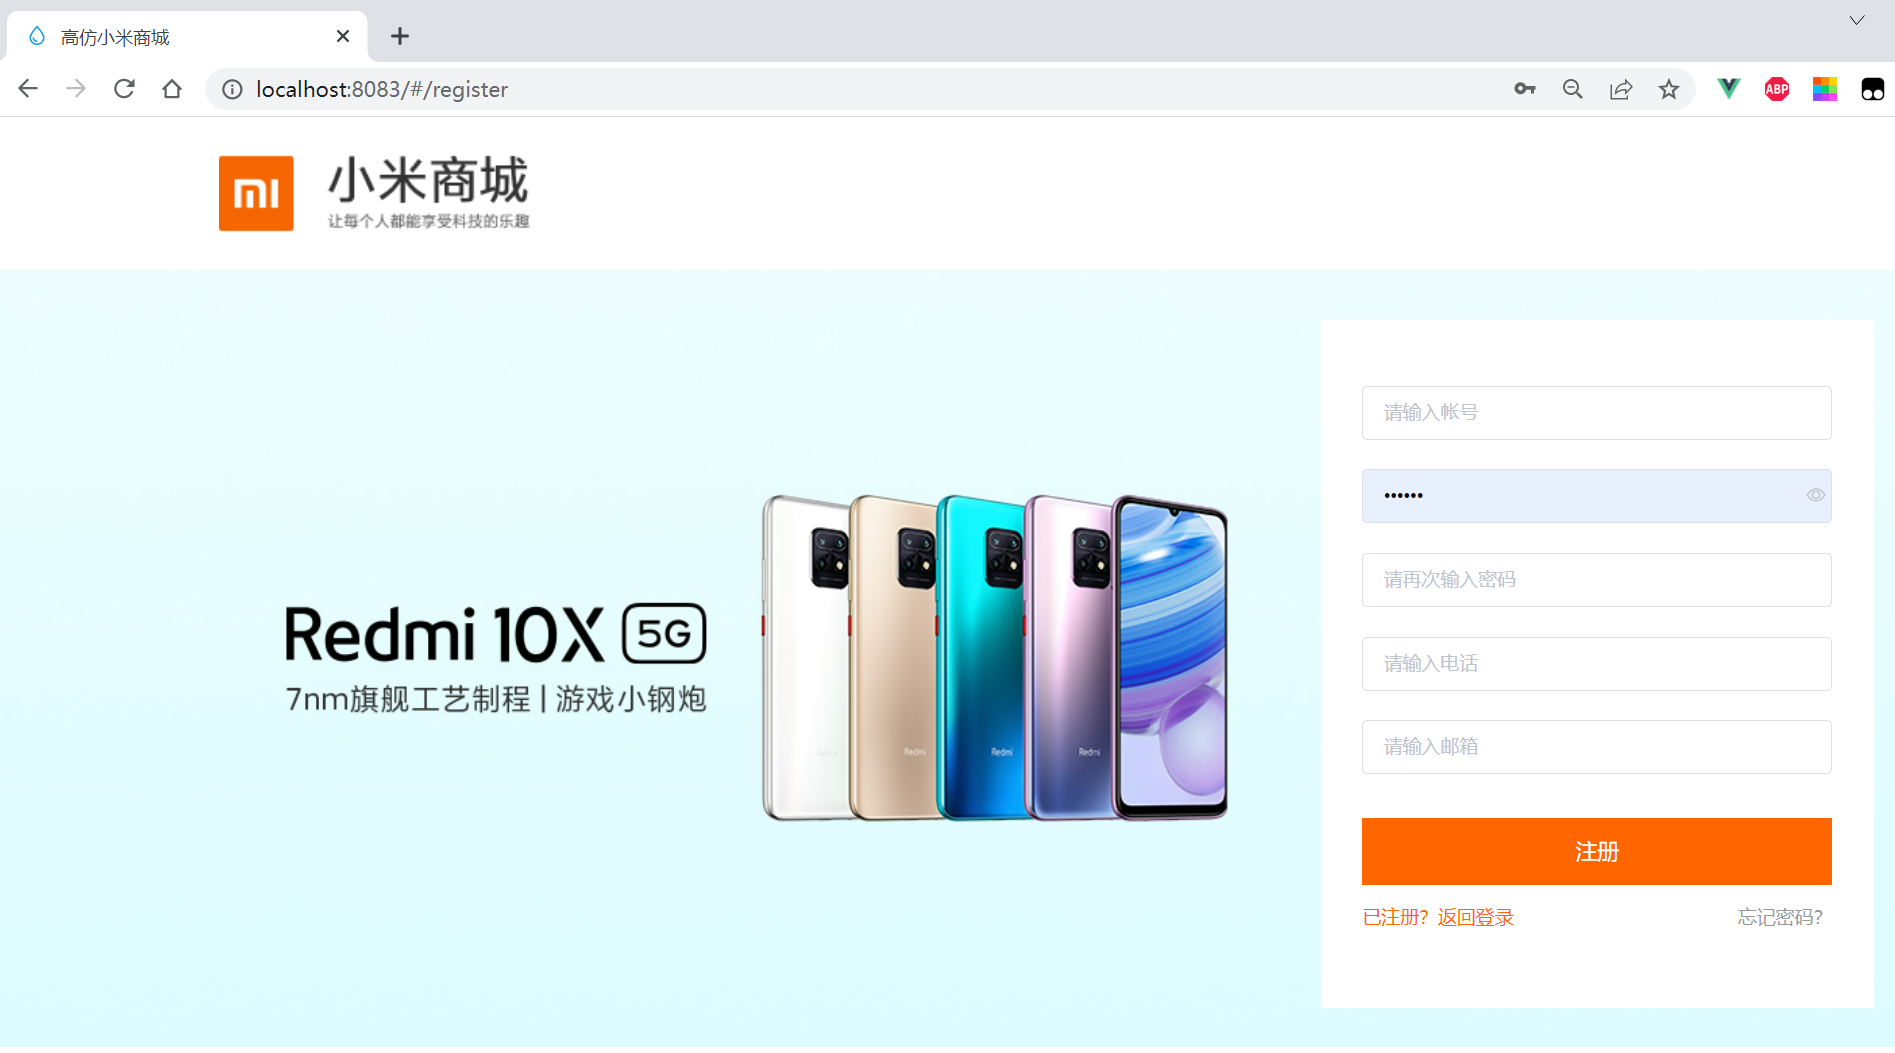 高仿小米商城
localhost:8083/#/register
ABP
mi
小米商城
让每个人都能享受科技的乐趣
请输入帐号
••••••
请再次输入密码
请输入电话
请输入邮箱
注册
已注册？返回登录
忘记密码?
Redmi 10X 5G
7nm旗舰工艺制程 | 游戏小钢炮
Redmi
Redmi
Redmi
Redmi